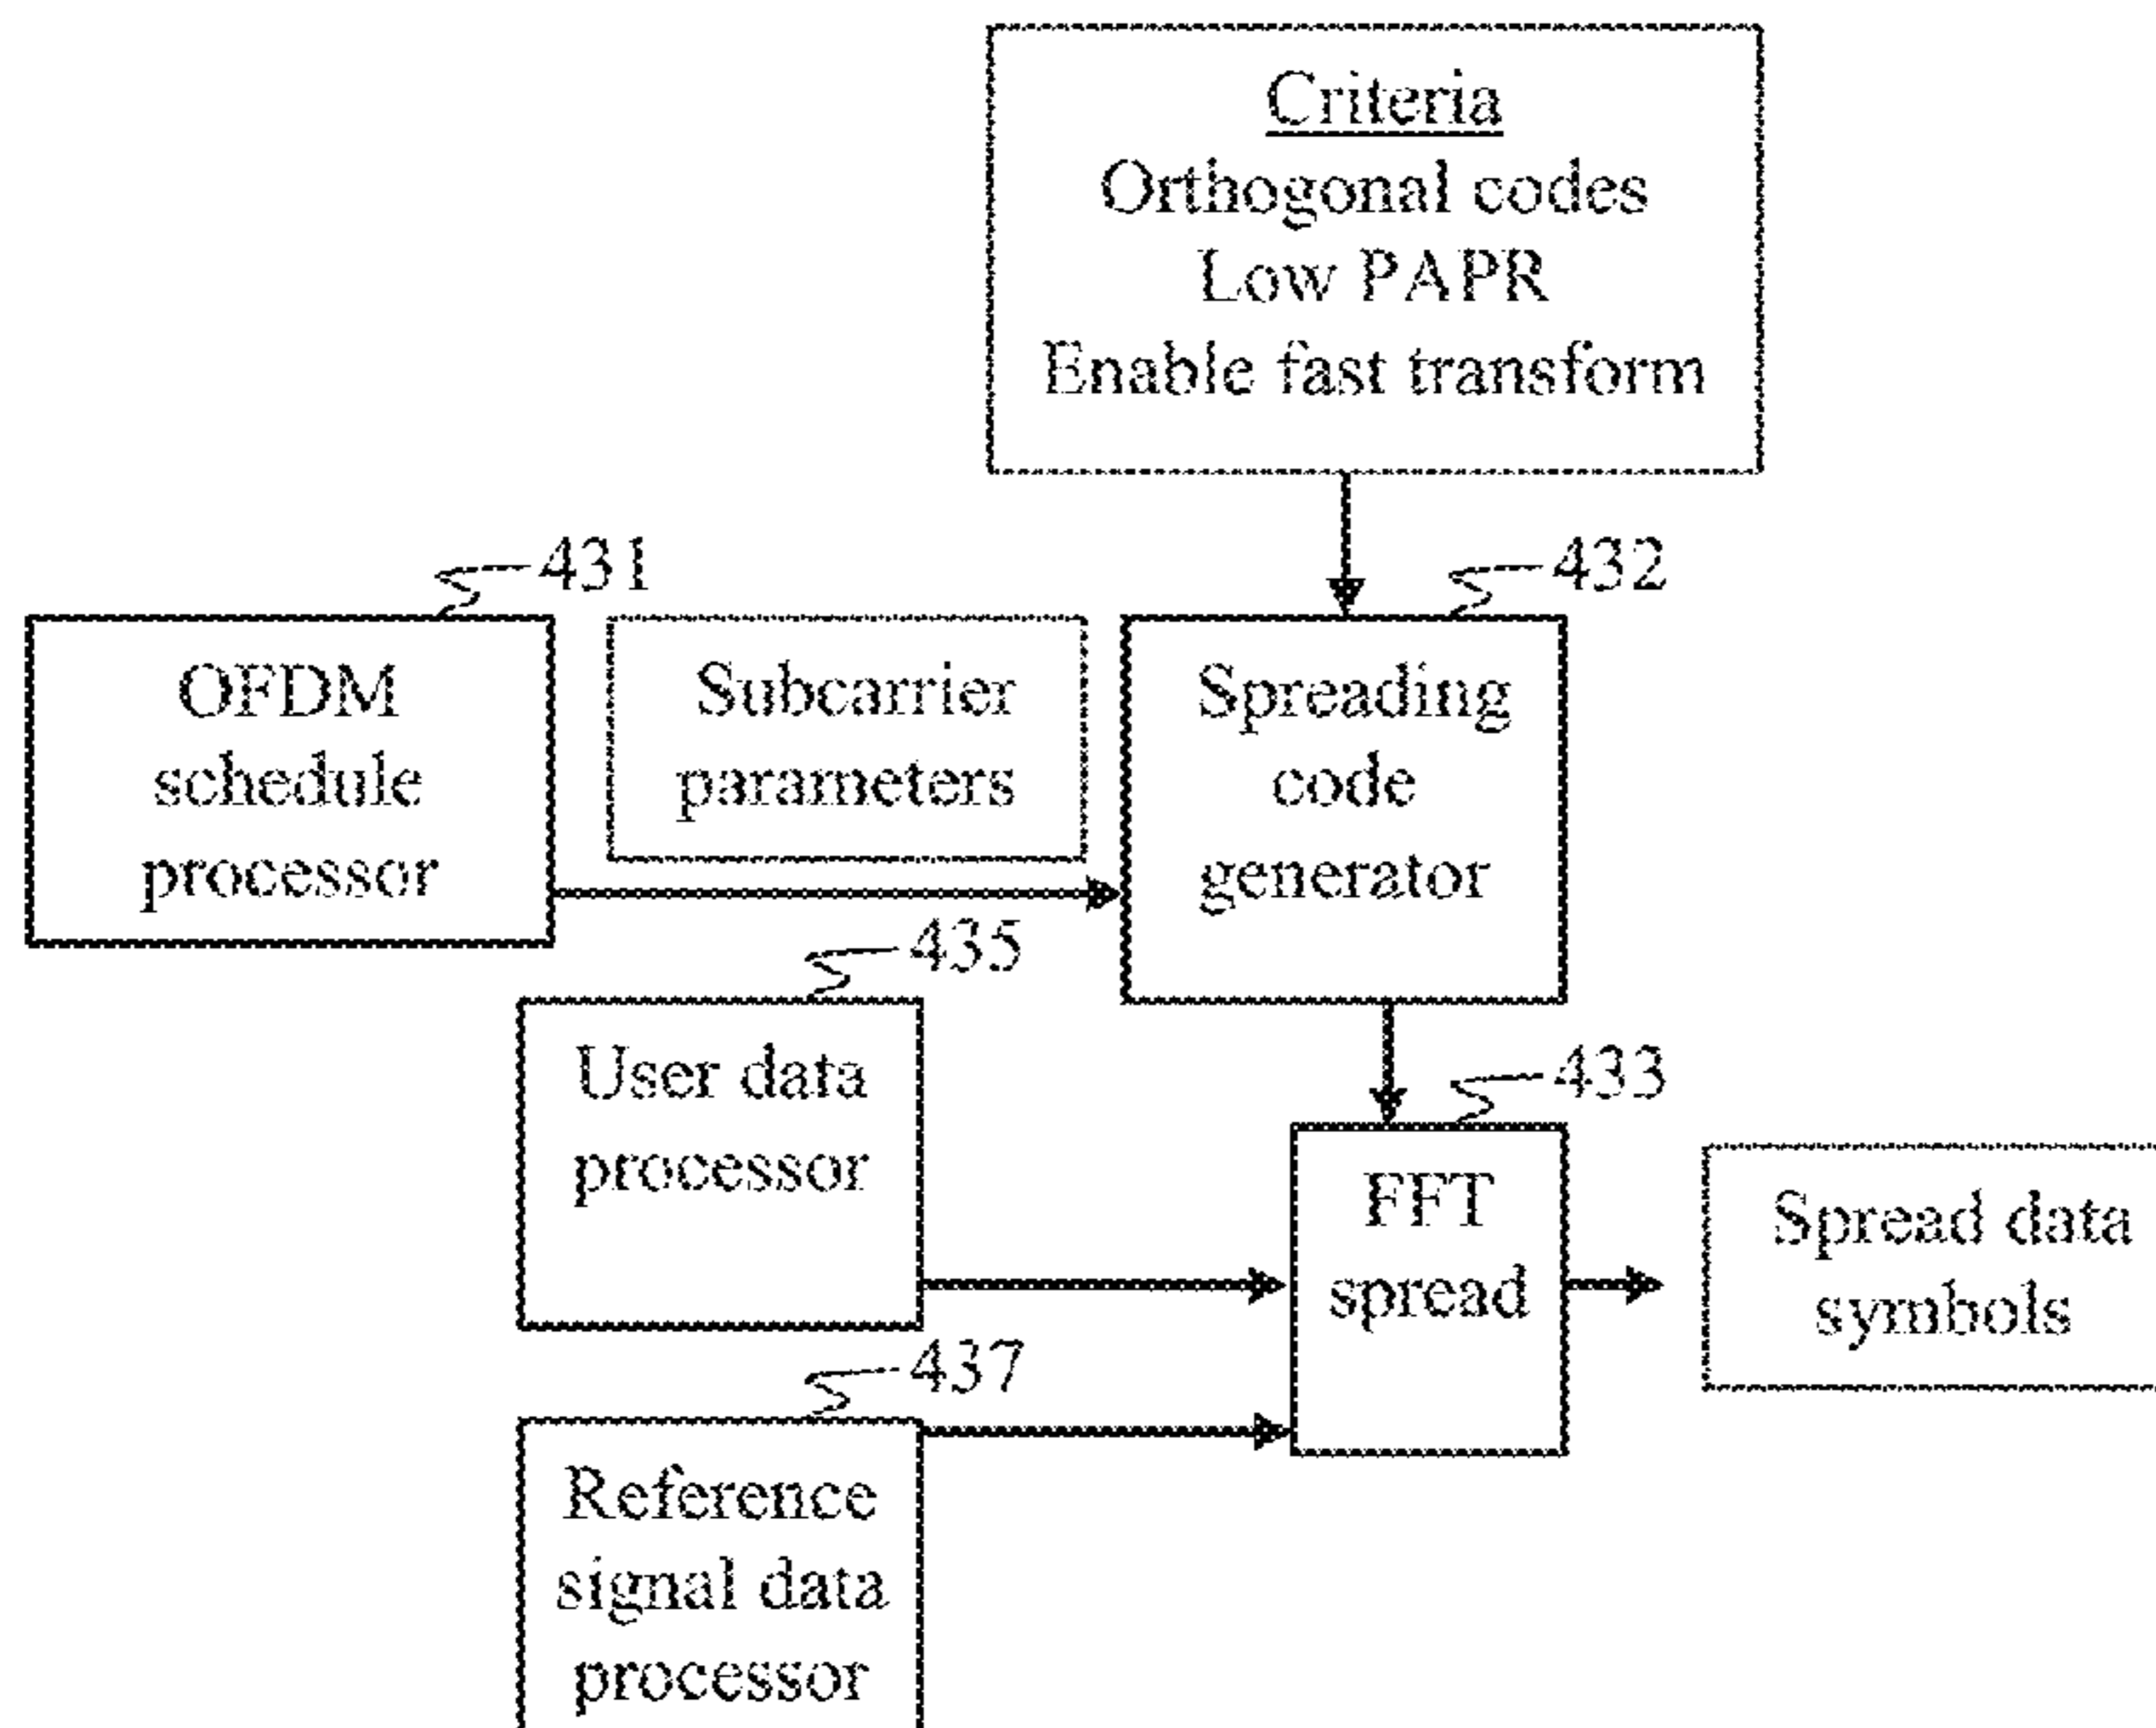 Criteria
Orthogonal codes
Low PAPR
Enable fast transform
431
432
OFDM
schedule
processor
Subcarrier
parameters
Spreading
code
generator
435
User data
processor
433
FFT
spread
Spread data
symbols
437
Reference
signal data
processor